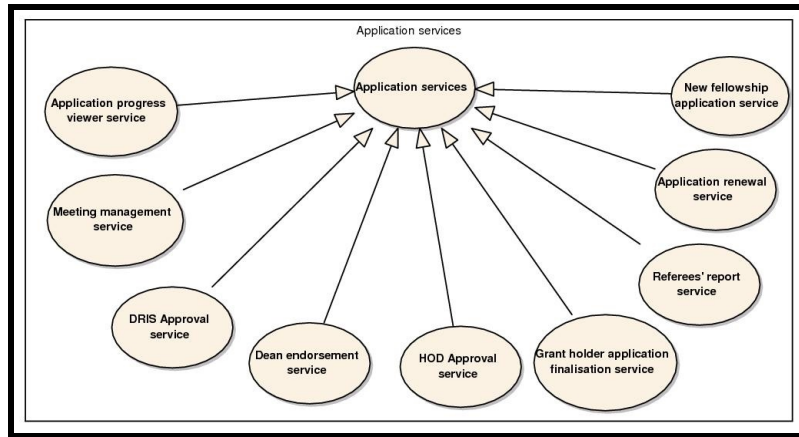 Application services
Application services
Application progress
viewer service
New fellowship
application service
Meeting management
service
Application renewal
service
Referees' report
service
DRIS Approval
service
Dean endorsement
service
HOD Approval
service
Grant holder application
finalisation service